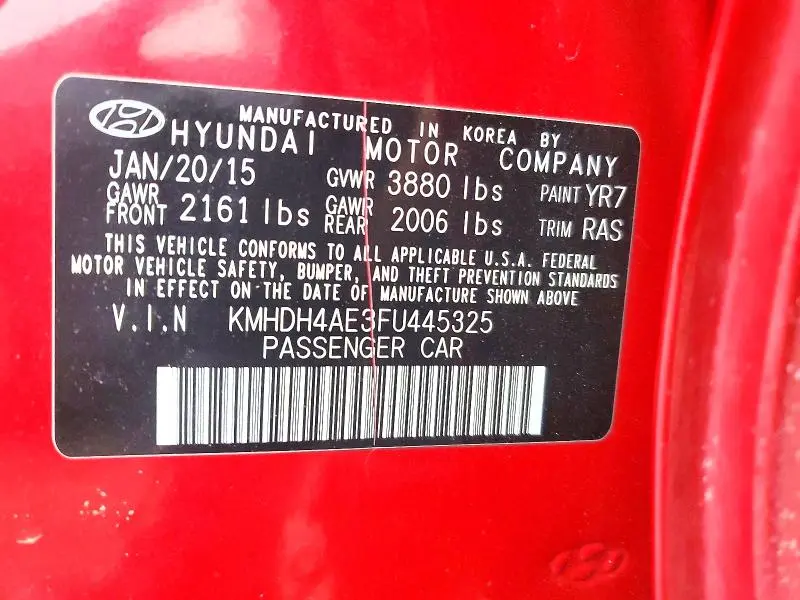 MANUFACTURED IN KOREA BY
HYUNDAI MOTOR COMPANY
JAN/20/15 GVWR 3880 lbs PAINT YR7
GAWR FRONT 2161 lbs GAWR REAR 2006 lbs TRIM RAS
THIS VEHICLE CONFORMS TO ALL APPLICABLE U.S.A. FEDERAL
MOTOR VEHICLE SAFETY, BUMPER, AND THEFT PREVENTION STANDARDS
IN EFFECT ON THE DATE OF MANUFACTURE SHOWN ABOVE
V.I.N KMHDH4AE3FU445325
PASSENGER CAR